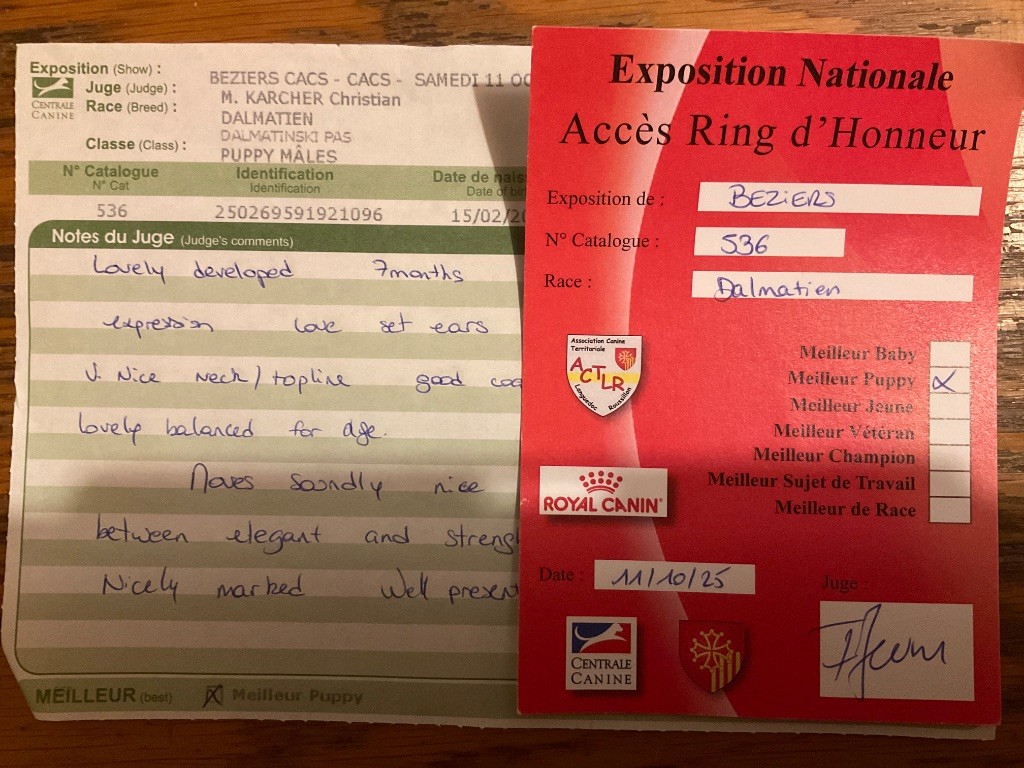 Exposition (Show) : BEZIERS CACS - CACS - SAMEDI 11 OC
CENTRALE CANINE
Juge (Judge) : M. KARCHER Christian
Race (Breed) : DALMATIEN
DALMATINSKI PAS
Classe (Class) : PUPPY MÂLES
N° Catalogue Identification Date de nais
N° Cat Identification Date of bir
536 250269591921096 15/02/20
Notes du Juge (Judge's comments)
Lovely developed 7months
expression set ears
V. Nice neck/topline good coa
lovely balanced for age.
Moves soundly nice
between elegant and streng
Nicely marked Well present
MEILLEUR (best) X Meilleur Puppy
Exposition Nationale
Accès Ring d'Honneur
Exposition de : BEZIERS
N° Catalogue : 536
Race : Dalmatien
Association Canine
Territoriale
ACTLR
Languedoc Roussillon
Meilleur Baby
Meilleur Puppy X
Meilleur Jeune
Meilleur Vétéran
Meilleur Champion
Meilleur Sujet de Travail
Meilleur de Race
ROYAL CANIN
Date : 11/10/25
Juge :
CENTRALE
CANINE